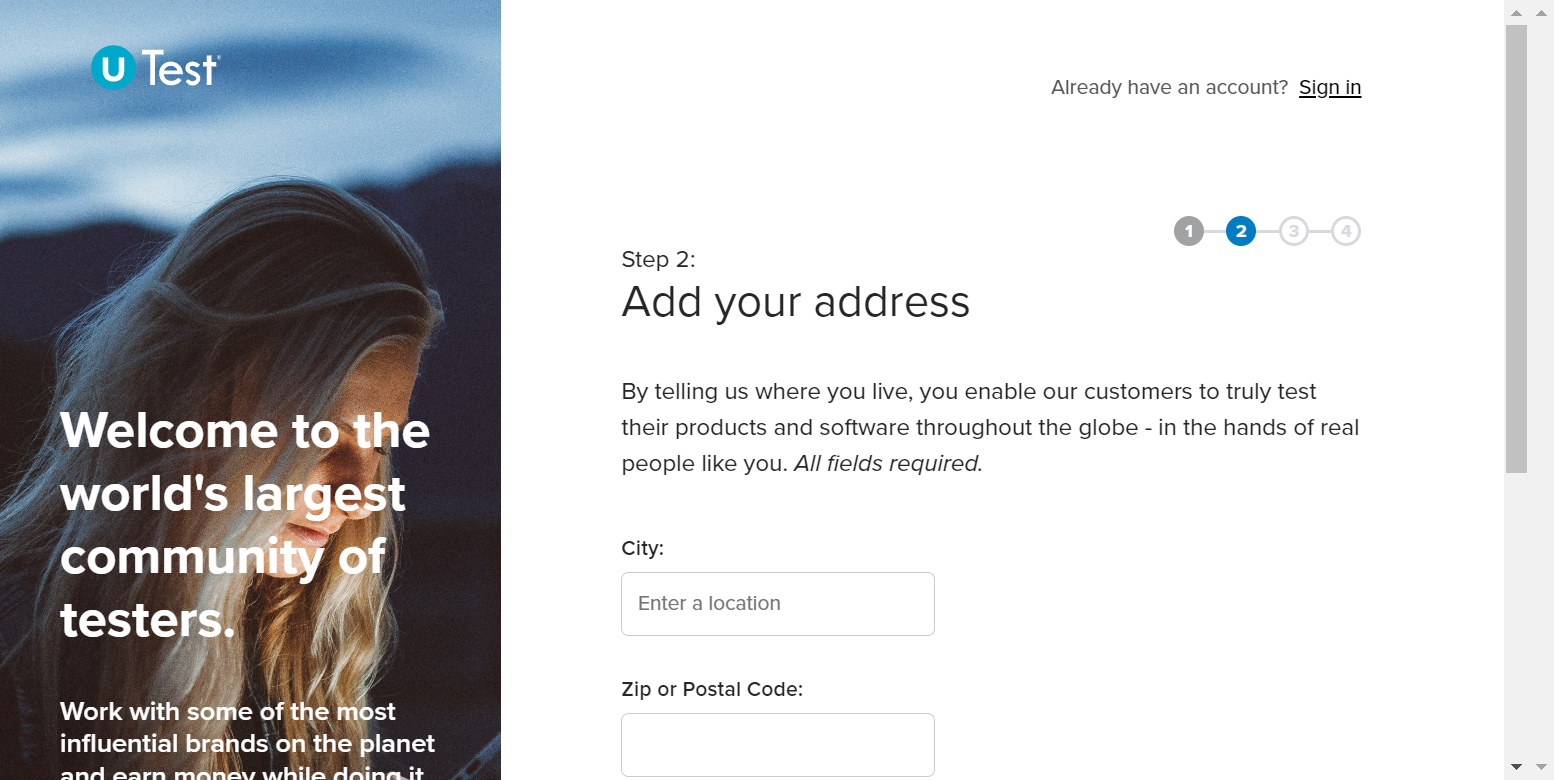 U Test®
Already have an account? Sign in
1 2 3 4
Step 2:
Add your address
By telling us where you live, you enable our customers to truly test
their products and software throughout the globe - in the hands of real
people like you. All fields required.
City:
Enter a location
Zip or Postal Code:
Welcome to the
world's largest
community of
testers.
Work with some of the most
influential brands on the planet
and earn money while doing it